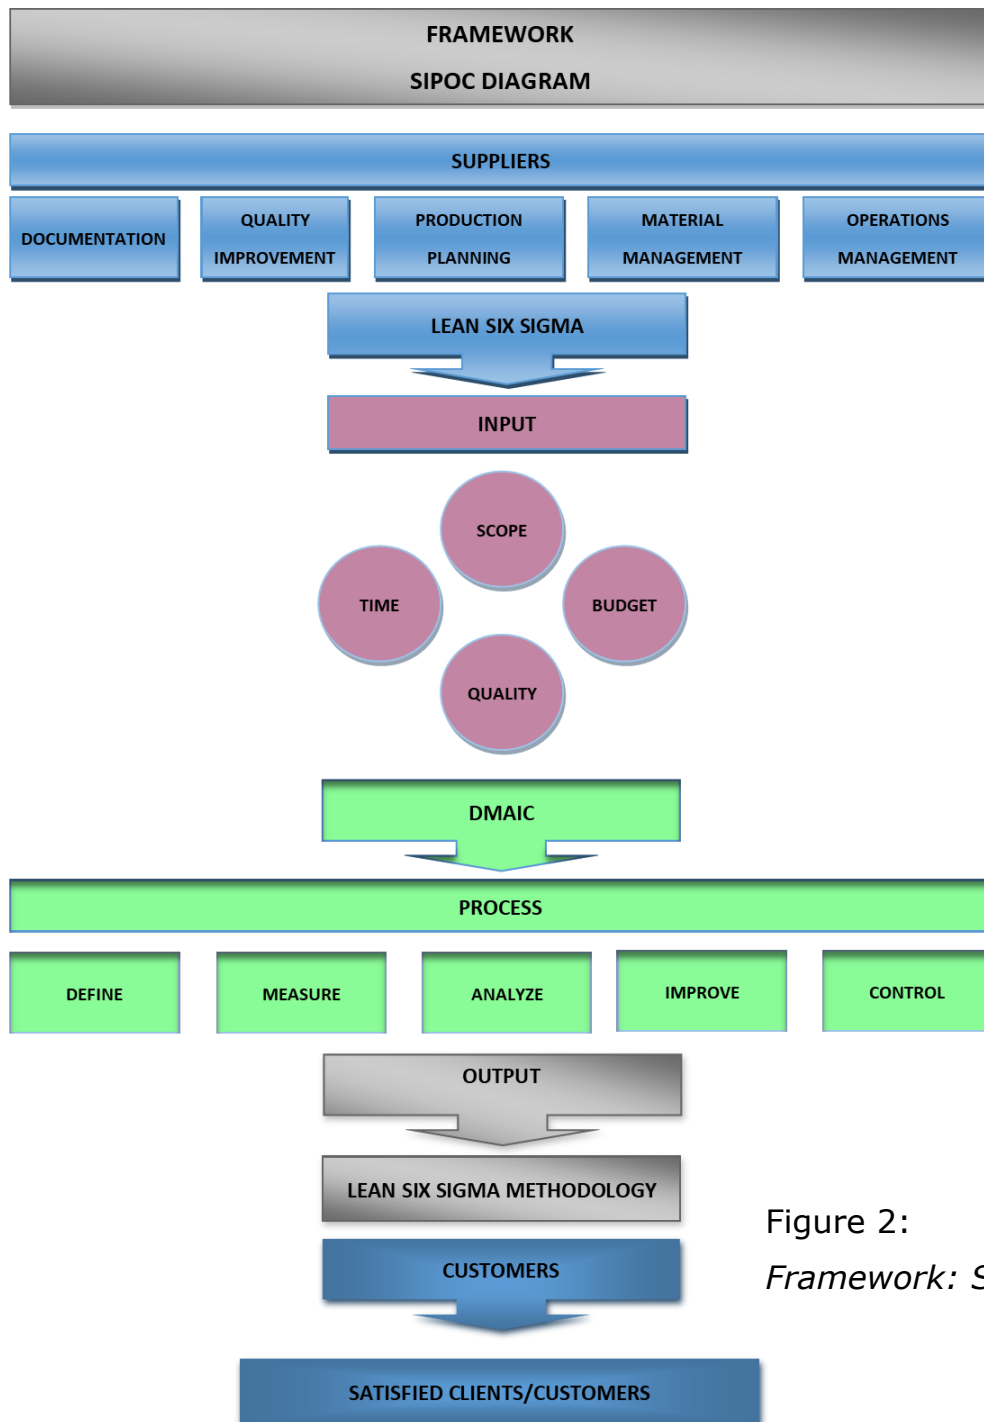 FRAMEWORK
SIPOC DIAGRAM
SUPPLIERS
DOCUMENTATION
QUALITY
IMPROVEMENT
PRODUCTION
PLANNING
MATERIAL
MANAGEMENT
OPERATIONS
MANAGEMENT
LEAN SIX SIGMA
INPUT
SCOPE
TIME
BUDGET
QUALITY
DMAIC
PROCESS
DEFINE
MEASURE
ANALYZE
IMPROVE
CONTROL
OUTPUT
LEAN SIX SIGMA METHODOLOGY
Figure 2:
CUSTOMERS
Framework: S
SATISFIED CLIENTS/CUSTOMERS